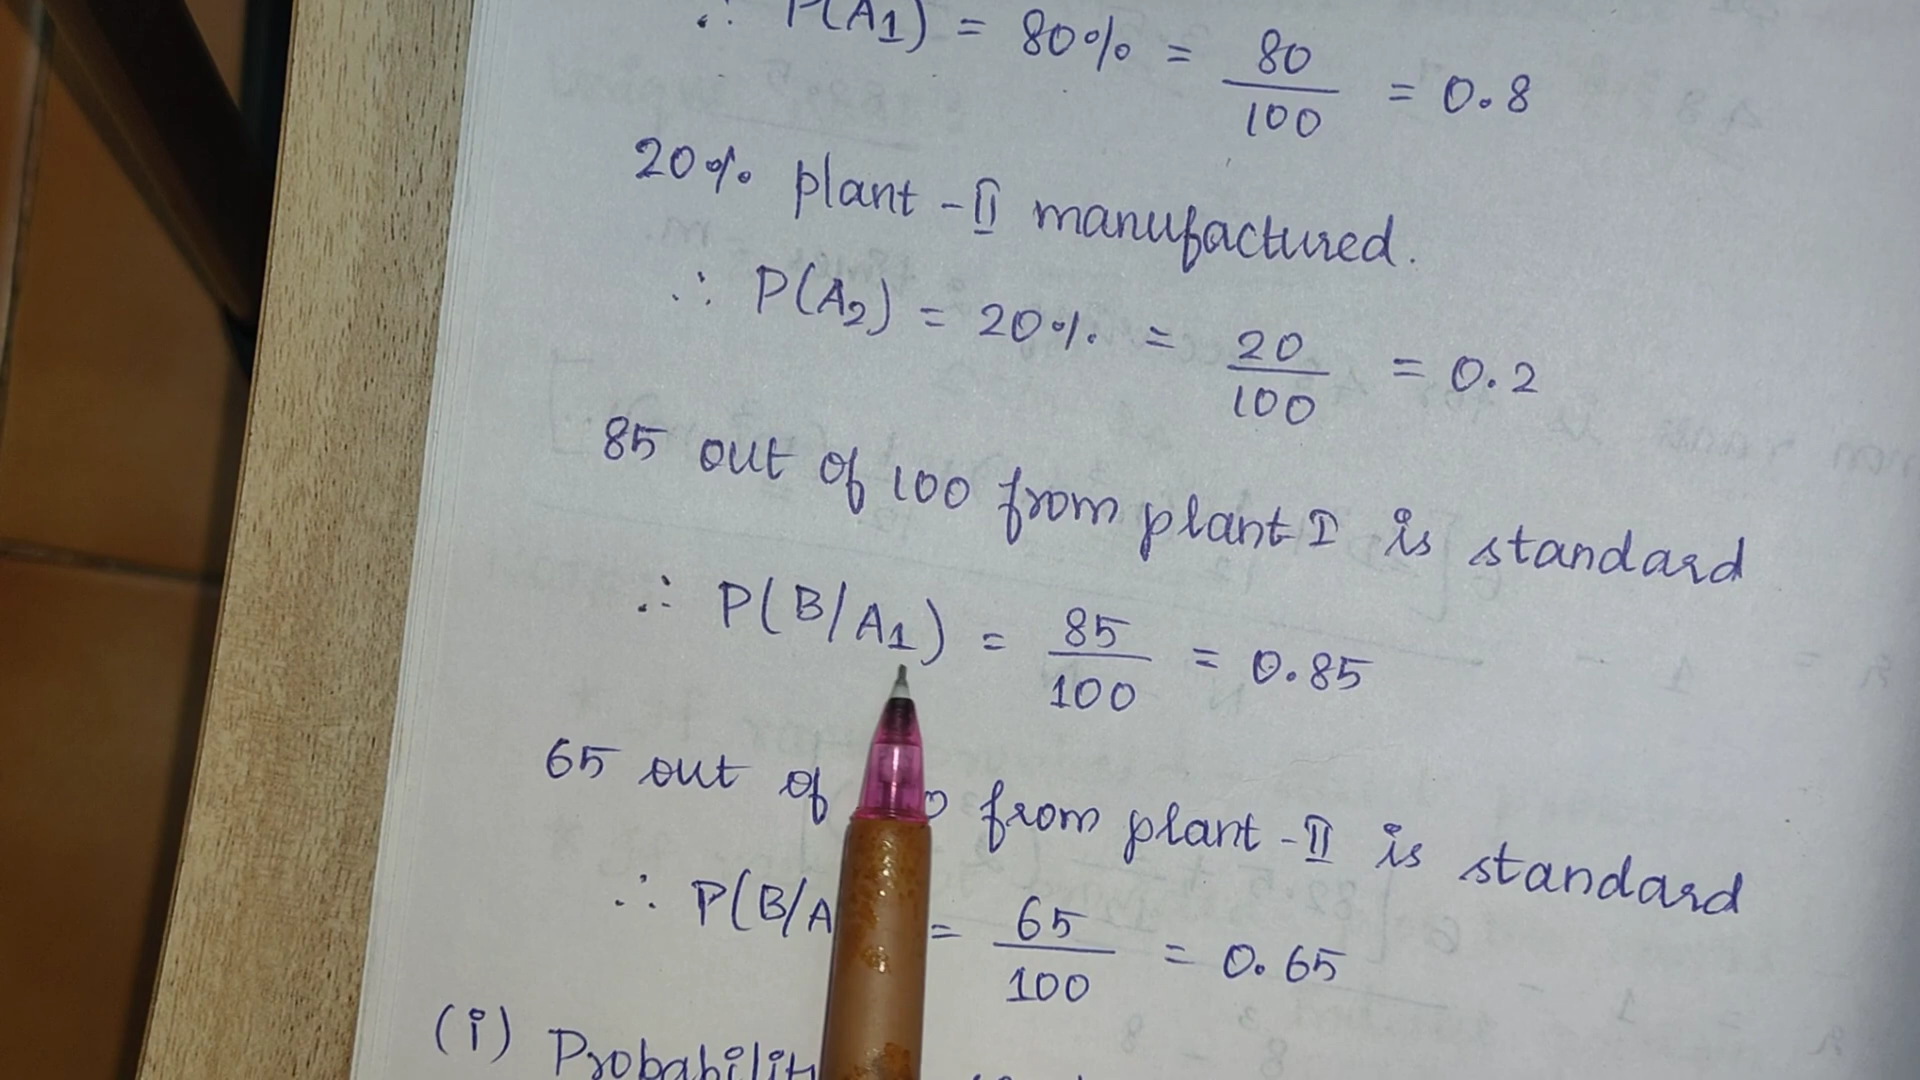 ∴ P(A1) = 80% = 80/100 = 0.8
20% plant-II manufactured.
∴ P(A2) = 20% = 20/100 = 0.2
85 out of 100 from plant I is standard
∴ P(B/A1) = 85/100 = 0.85
65 out of from plant-II is standard
∴ P(B/A = 65/100 = 0.65
(i)